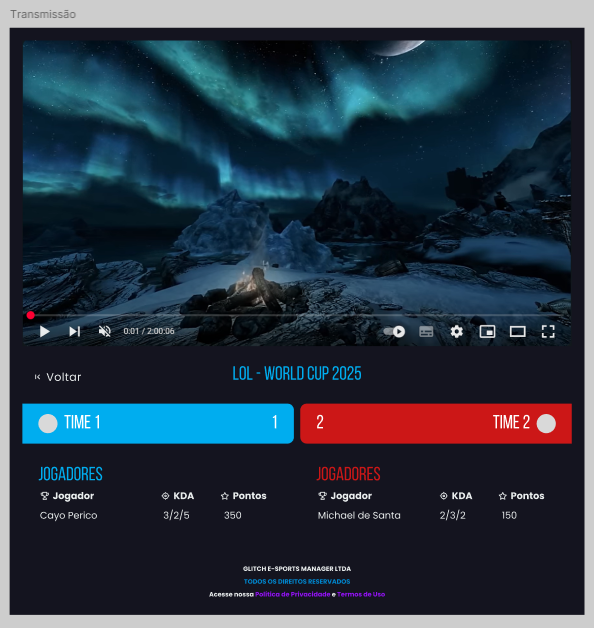 Transmissão
0:01 / 2:00:06
Voltar
LOL - WORLD CUP 2025
TIME 1 1 2 TIME 2
JOGADORES JOGADORES
Jogador KDA Pontos Jogador KDA Pontos
Cayo Perico 3/2/5 350 Michael de Santa 2/3/2 150
GLITCH E-SPORTS MANAGER LTDA
TODOS OS DIREITOS RESERVADOS
Acesse nossa Política de Privacidade e Termos de Uso